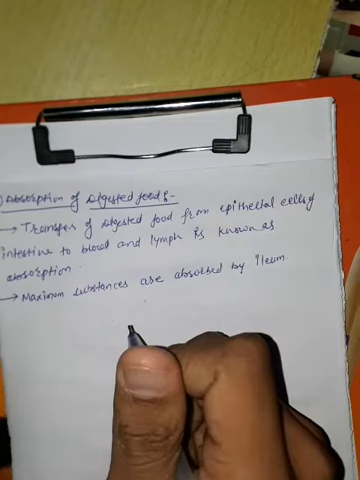 Absorption of Digested food :-
→ Transfer of Digested food from epithelial cells of
intestine to blood and lymph is known as
absorption.
→ Maximum substances are absorbed by ileum.